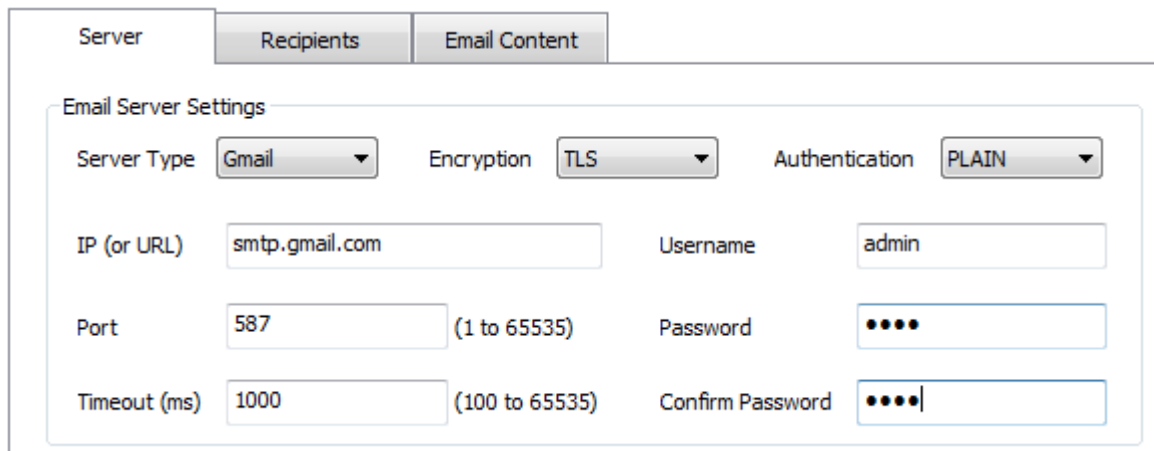 Server Recipients Email Content
Email Server Settings
Server Type Gmail Encryption TLS Authentication PLAIN
IP (or URL) smtp.gmail.com Username admin
Port 587 (1 to 65535) Password ••••
Timeout (ms) 1000 (100 to 65535) Confirm Password ••••